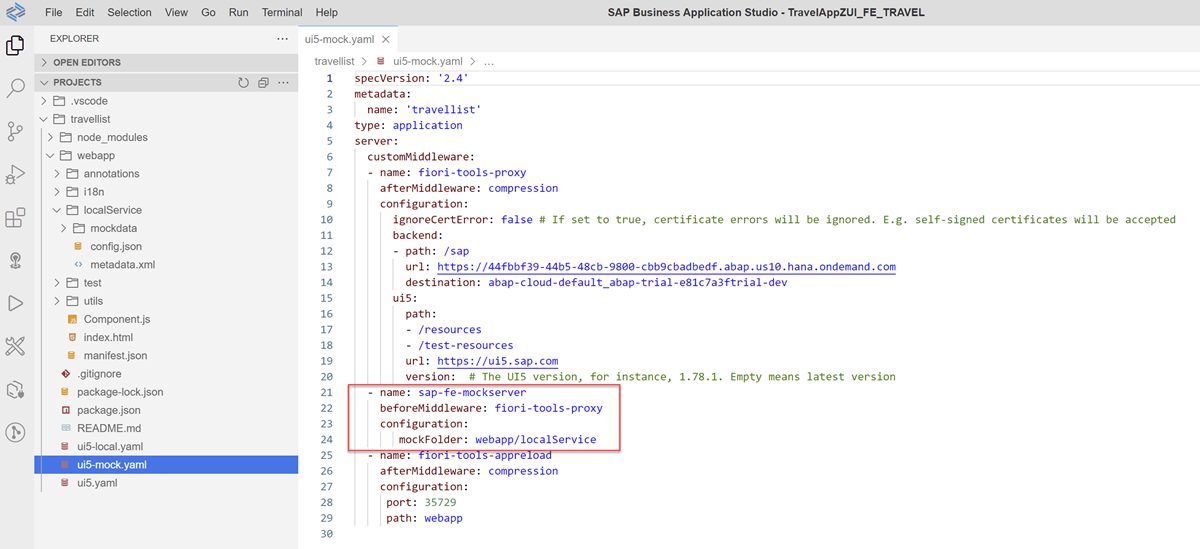 File Edit Selection View Go Run Terminal Help
SAP Business Application Studio - TravelAppZUI_FE_TRAVEL
EXPLORER
OPEN EDITORS
PROJECTS
.vscode
travellist
node_modules
webapp
annotations
i18n
localService
mockdata
config.json
metadata.xml
test
utils
Component.js
index.html
manifest.json
.gitignore
package-lock.json
package.json
README.md
ui5-local.yaml
ui5-mock.yaml
ui5.yaml
ui5-mock.yaml
travellist > ui5-mock.yaml > ...
1 specVersion: '2.4'
2 metadata:
3 name: 'travellist'
4 type: application
5 server:
6 customMiddleware:
7 - name: fiori-tools-proxy
8 afterMiddleware: compression
9 configuration:
10 ignoreCertError: false # If set to true, certificate errors will be ignored. E.g. self-signed certificates will be accepted
11 backend:
12 - path: /sap
13 url: https://44fbbf39-44b5-48cb-9800-cbb9cbadbedf.abap.us10.hana.ondemand.com
14 destination: abap-cloud-default_abap-trial-e81c7a3ftrial-dev
15 ui5:
16 path:
17 - /resources
18 - /test-resources
19 url: https://ui5.sap.com
20 version: # The UI5 version, for instance, 1.78.1. Empty means latest version
21 - name: sap-fe-mockserver
22 beforeMiddleware: fiori-tools-proxy
23 configuration:
24 mockFolder: webapp/localService
25 - name: fiori-tools-appreload
26 afterMiddleware: compression
27 configuration:
28 port: 35729
29 path: webapp
30